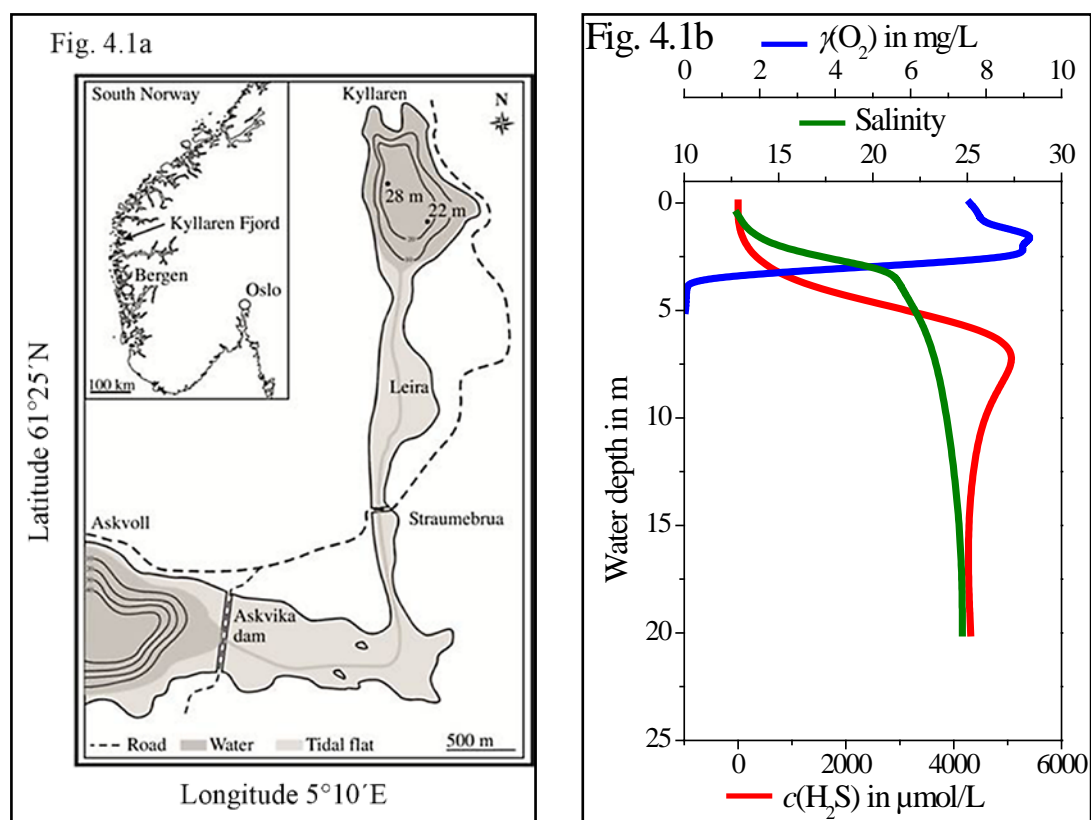 Fig. 4.1a
South Norway
Kyllaren
N
28 m
22 m
Kyllaren Fjord
Bergen
Oslo
100 km
Leira
Askvoll
Straumebrua
Askvika
dam
Road
Water
Tidal flat
500 m
Latitude 61°25´N
Longitude 5°10´E
Fig. 4.1b
γ(O₂) in mg/L
0 2 4 6 8 10
Salinity
10 15 20 25 30
0
5
10
15
20
25
Water depth in m
0 2000 4000 6000
c(H₂S) in µmol/L